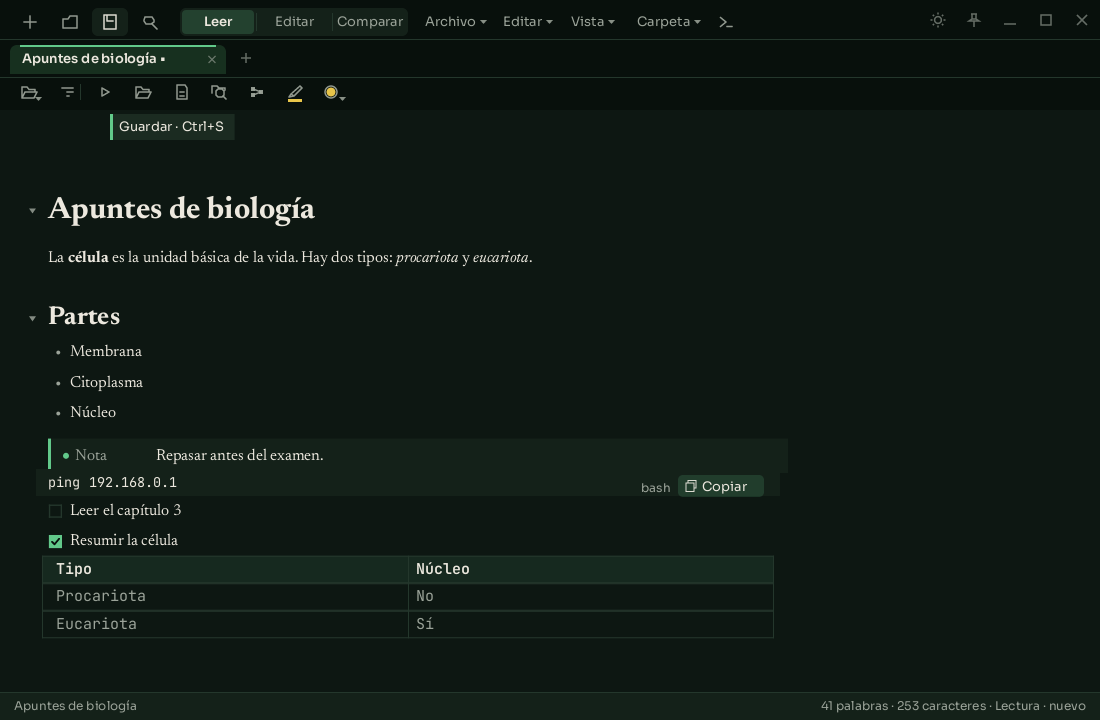 Leer Editar Comparar Archivo Editar Vista Carpeta
Apuntes de biología •
Guardar · Ctrl+S
Apuntes de biología
La célula es la unidad básica de la vida. Hay dos tipos: procariota y eucariota.
Partes
• Membrana
• Citoplasma
• Núcleo
Nota Repasar antes del examen.
ping 192.168.0.1 bash Copiar
Leer el capítulo 3
Resumir la célula
Tipo Núcleo
Procariota No
Eucariota Sí
Apuntes de biología 41 palabras · 253 caracteres · Lectura · nuevo